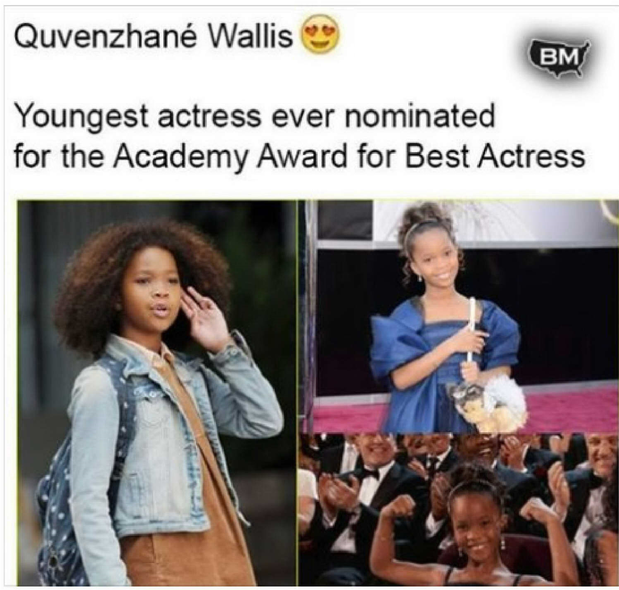 Quvenzhané Wallis 😍
BM
Youngest actress ever nominated
for the Academy Award for Best Actress